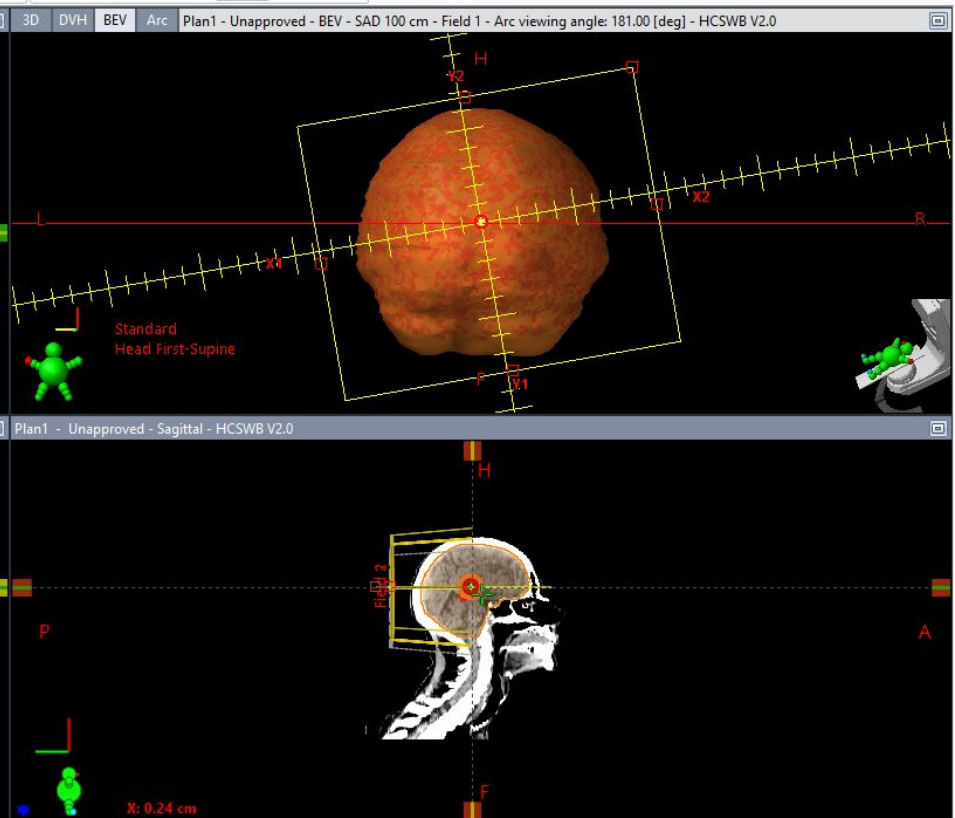 3D DVH BEV Arc Plan1 - Unapproved - BEV - SAD 100 cm - Field 1 - Arc viewing angle: 181.00 [deg] - HCSWB V2.0
H
Y2
X2
L R
X1
Standard
Head First-Supine
F Y1
Plan1 - Unapproved - Sagittal - HCSWB V2.0
H
Field 2
P A
F
X: 0.24 cm